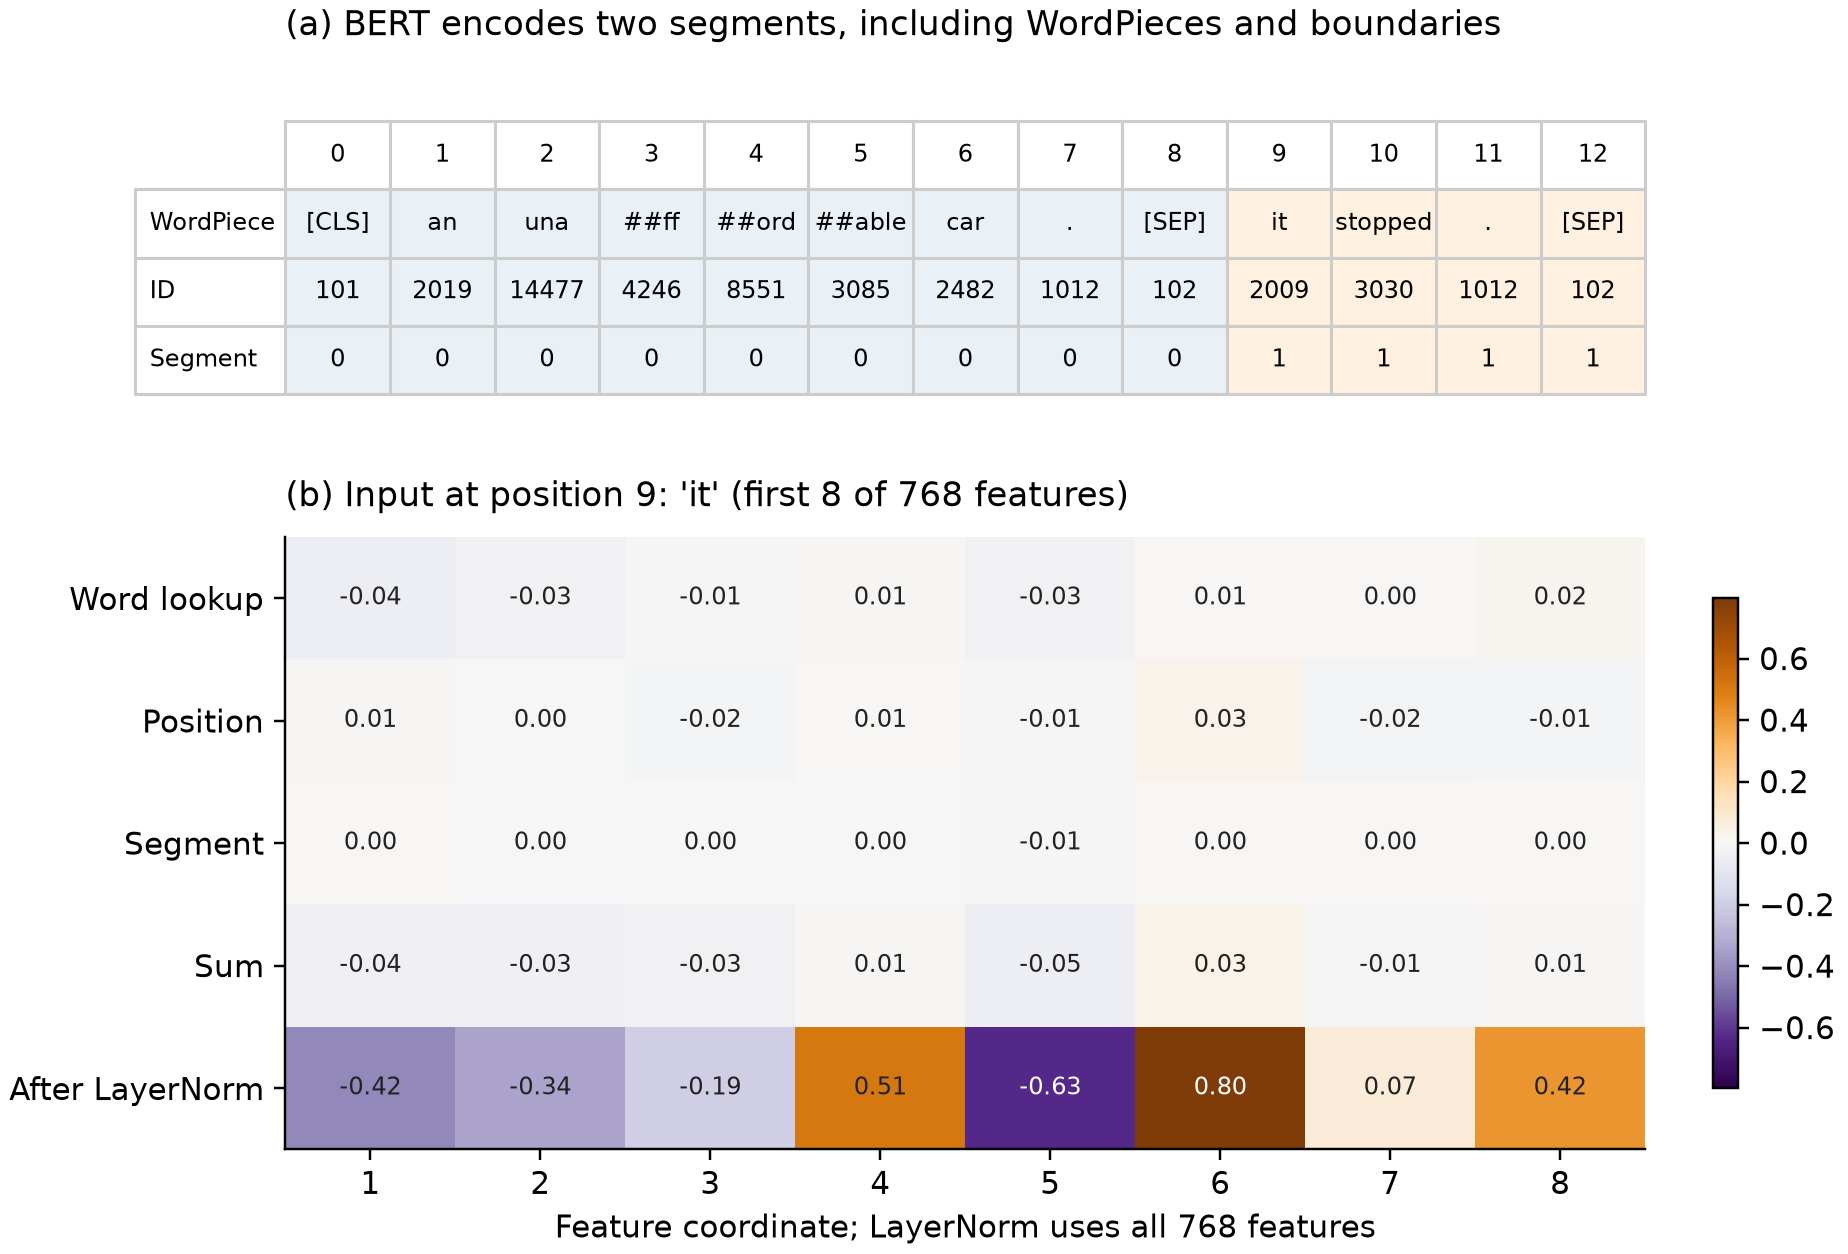 (a) BERT encodes two segments, including WordPieces and boundaries
0 1 2 3 4 5 6 7 8 9 10 11 12
WordPiece [CLS] an una ##ff ##ord ##able car . [SEP] it stopped . [SEP]
ID 101 2019 14477 4246 8551 3085 2482 1012 102 2009 3030 1012 102
Segment 0 0 0 0 0 0 0 0 0 1 1 1 1
(b) Input at position 9: 'it' (first 8 of 768 features)
Word lookup -0.04 -0.03 -0.01 0.01 -0.03 0.01 0.00 0.02
Position 0.01 0.00 -0.02 0.01 -0.01 0.03 -0.02 -0.01
Segment 0.00 0.00 0.00 0.00 -0.01 0.00 0.00 0.00
Sum -0.04 -0.03 -0.03 0.01 -0.05 0.03 -0.01 0.01
After LayerNorm -0.42 -0.34 -0.19 0.51 -0.63 0.80 0.07 0.42
1 2 3 4 5 6 7 8
Feature coordinate; LayerNorm uses all 768 features
0.6
0.4
0.2
0.0
−0.2
−0.4
−0.6